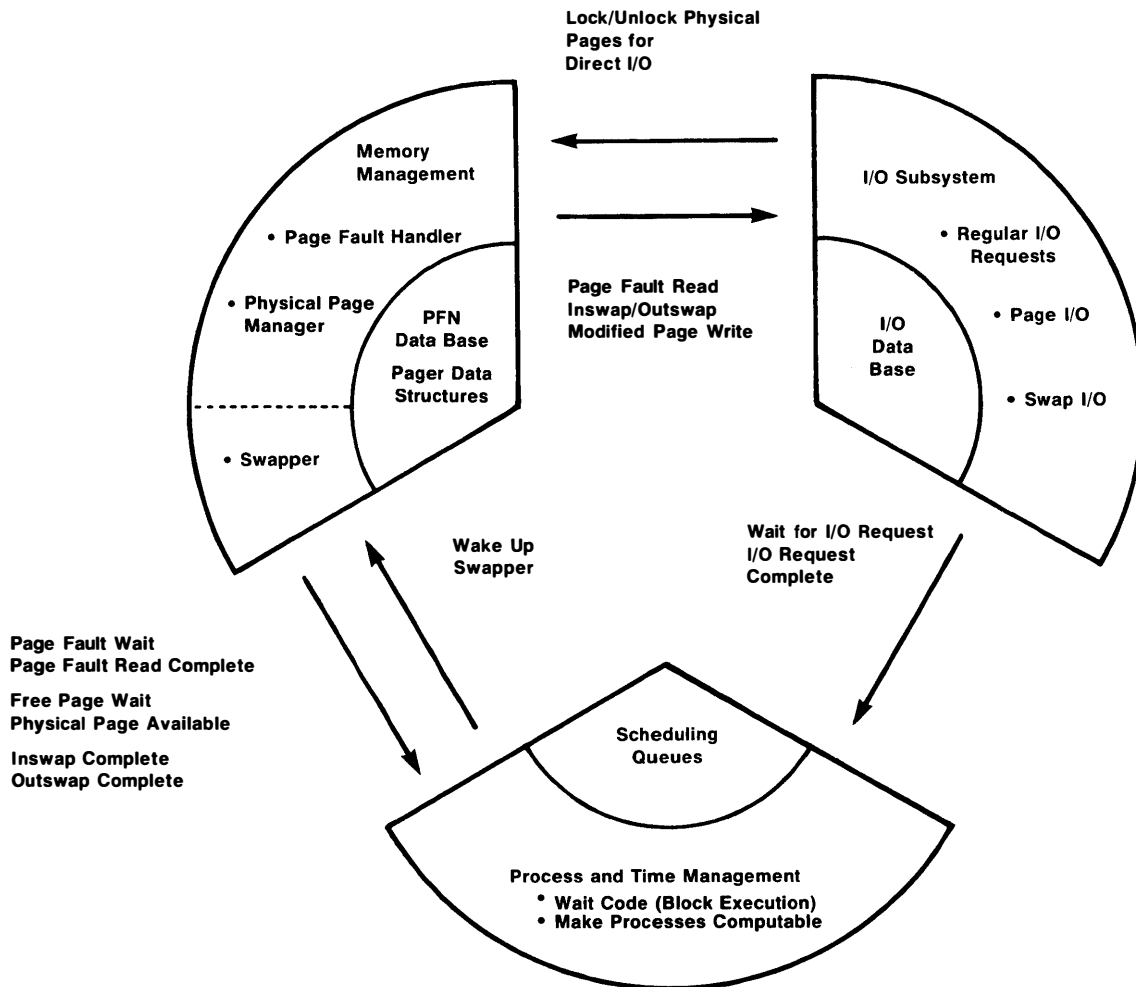 Lock/Unlock Physical
Pages for
Direct I/O
Memory
Management
• Page Fault Handler
• Physical Page
Manager
PFN
Data Base
Pager Data
Structures
• Swapper
I/O Subsystem
• Regular I/O
Requests
• Page I/O
• Swap I/O
I/O
Data
Base
Page Fault Read
Inswap/Outswap
Modified Page Write
Wake Up
Swapper
Wait for I/O Request
I/O Request
Complete
Page Fault Wait
Page Fault Read Complete
Free Page Wait
Physical Page Available
Inswap Complete
Outswap Complete
Scheduling
Queues
Process and Time Management
• Wait Code (Block Execution)
• Make Processes Computable